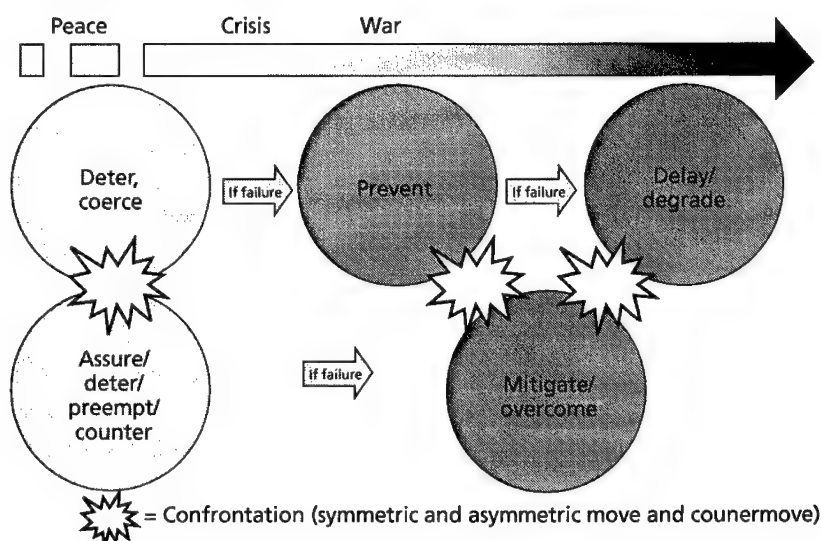 Peace Crisis War
Deter,
coerce
If failure
Prevent
If failure
Delay/
degrade
Assure/
deter/
preempt/
counter
If failure
Mitigate/
overcome
= Confrontation (symmetric and asymmetric move and counermove)